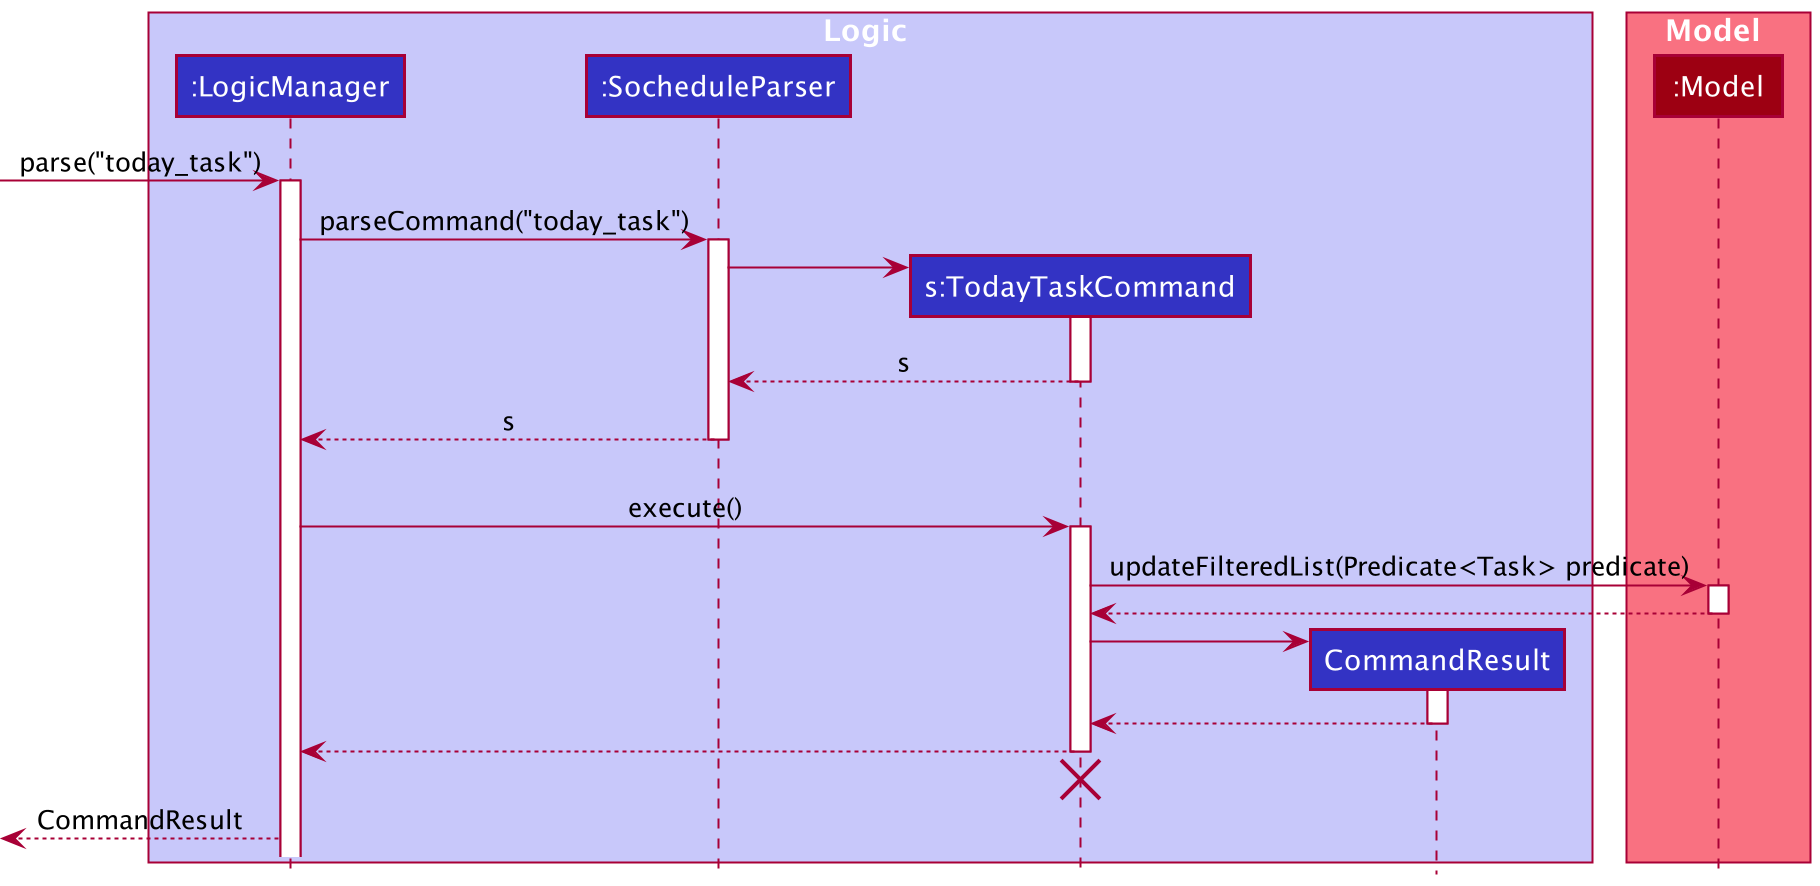 Logic
Model
:LogicManager
:SocheduleParser
:Model
parse("today_task")
parseCommand("today_task")
s:TodayTaskCommand
s
s
execute()
updateFilteredList(Predicate<Task> predicate)
CommandResult
CommandResult